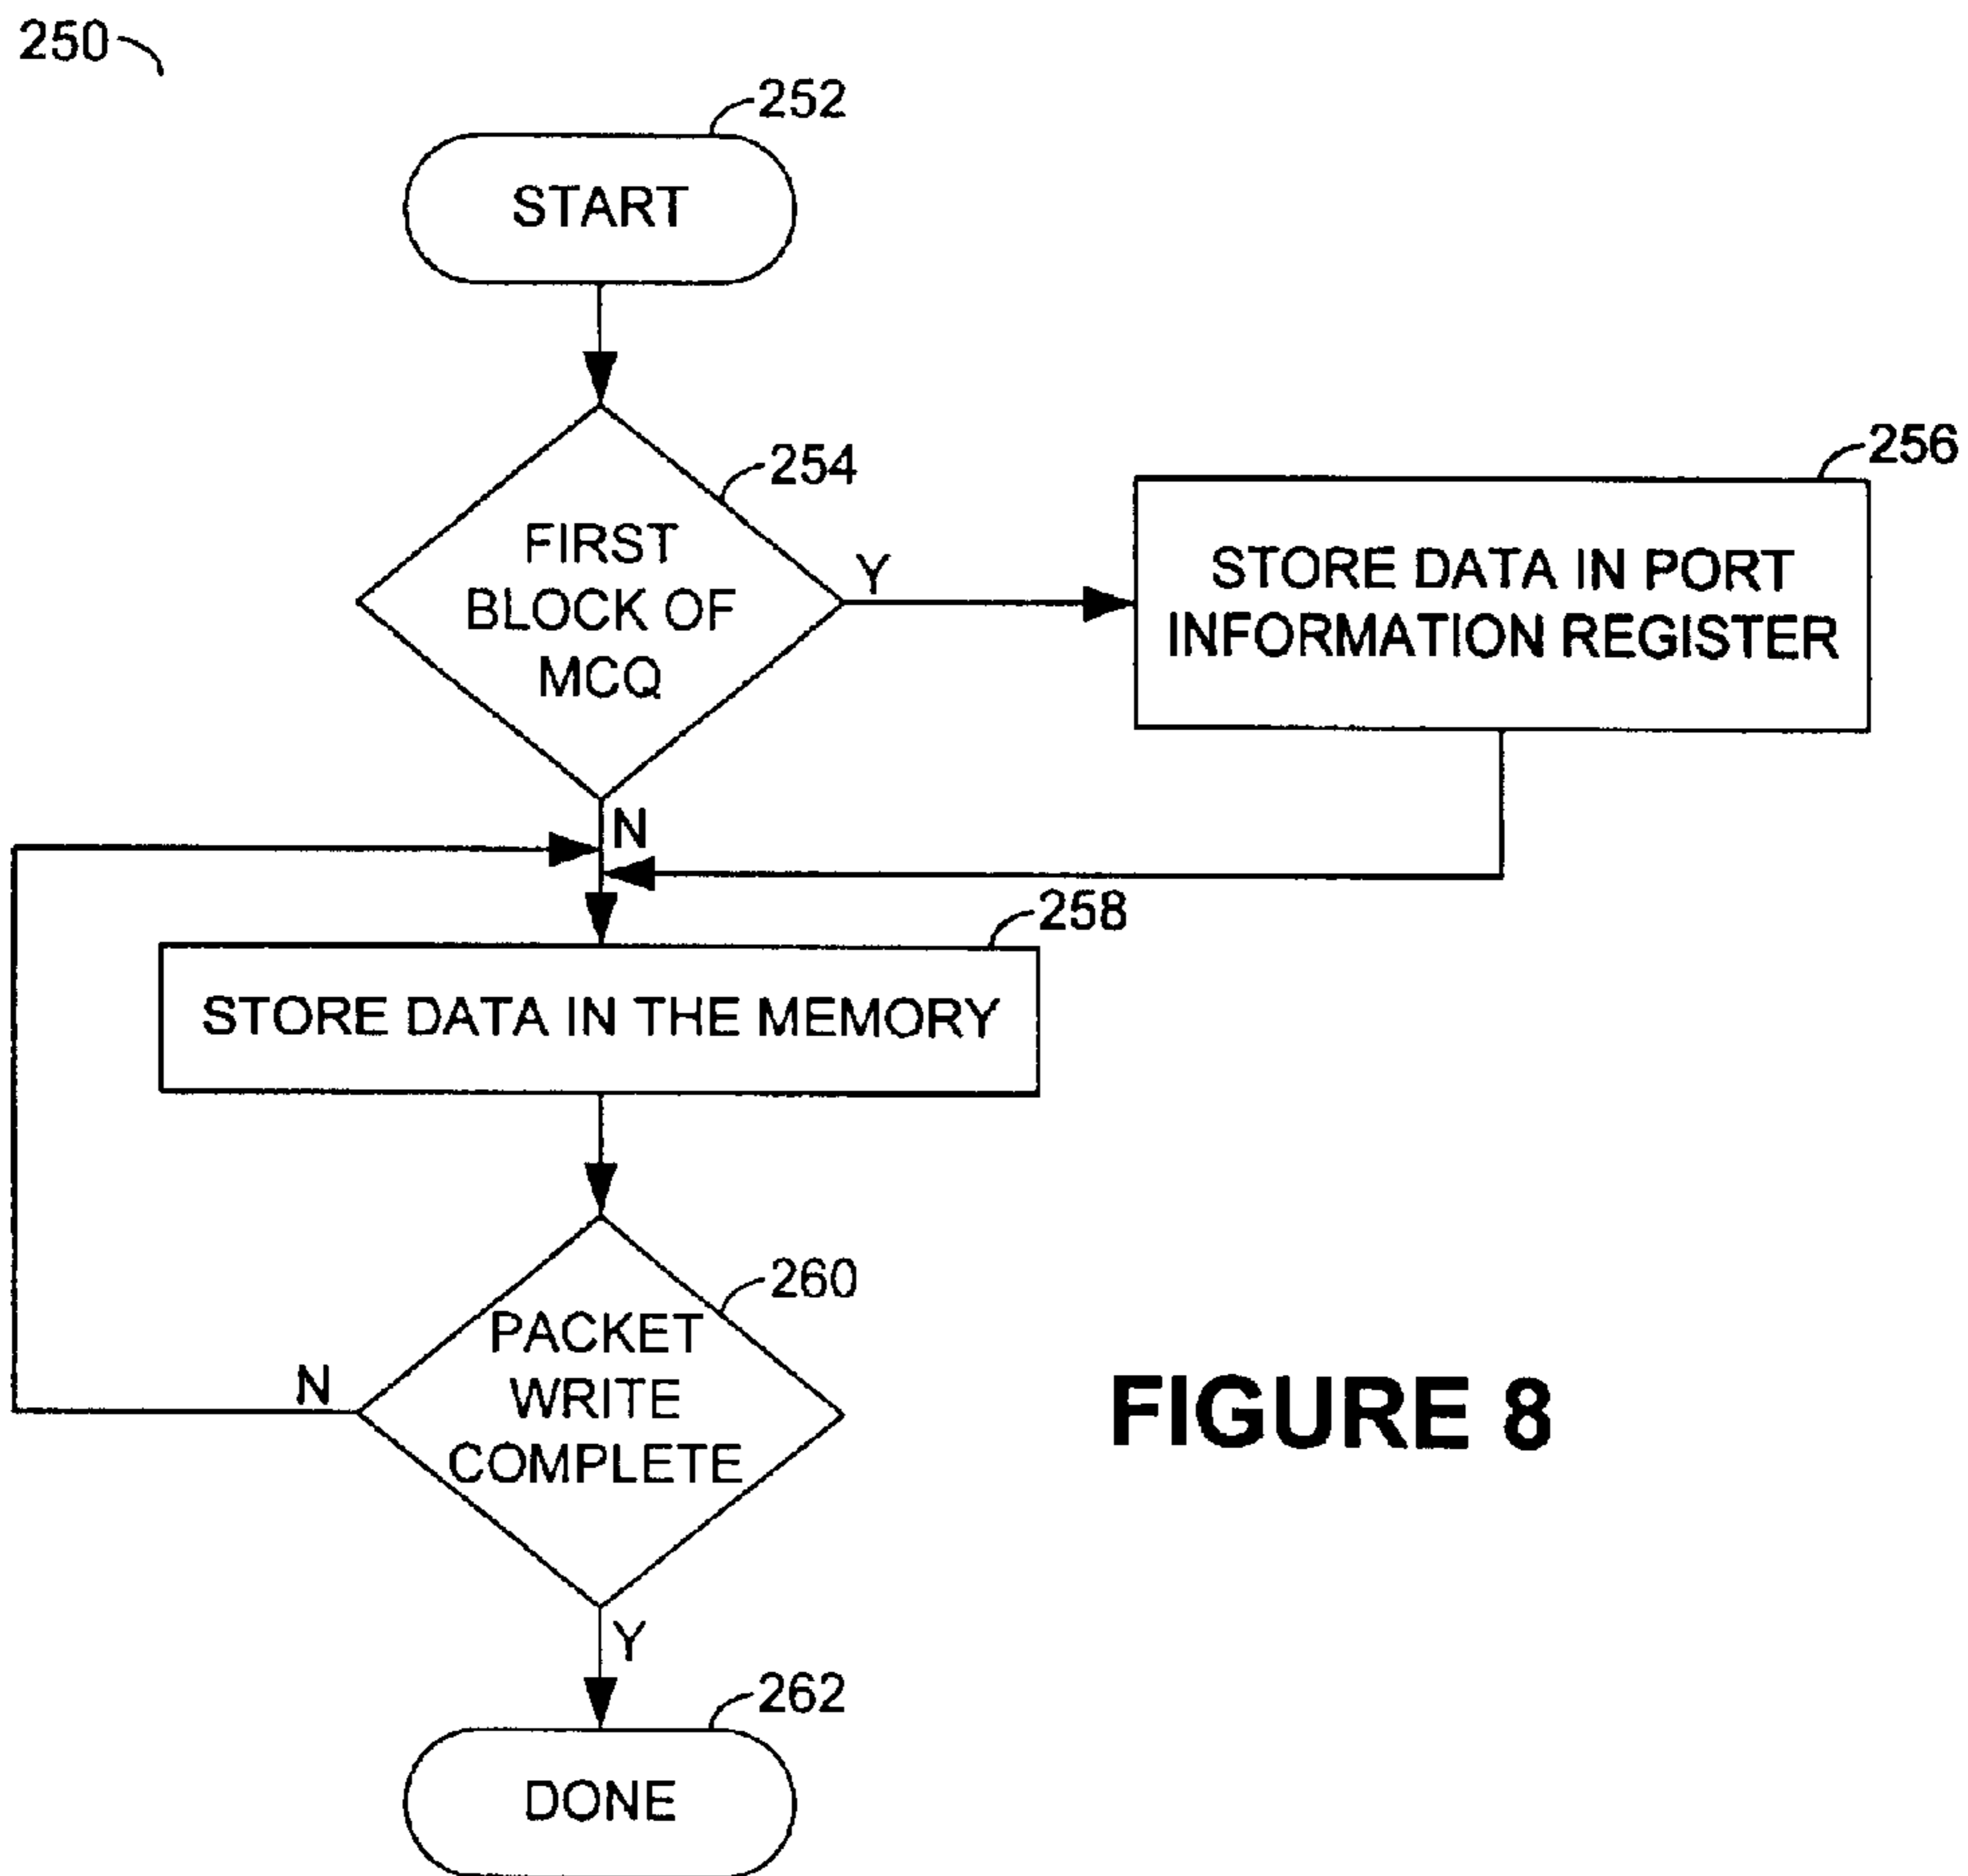 250
252
START
254
FIRST
BLOCK OF
MCQ
Y
256
STORE DATA IN PORT
INFORMATION REGISTER
N
258
STORE DATA IN THE MEMORY
260
PACKET
WRITE
COMPLETE
N
FIGURE 8
Y
262
DONE